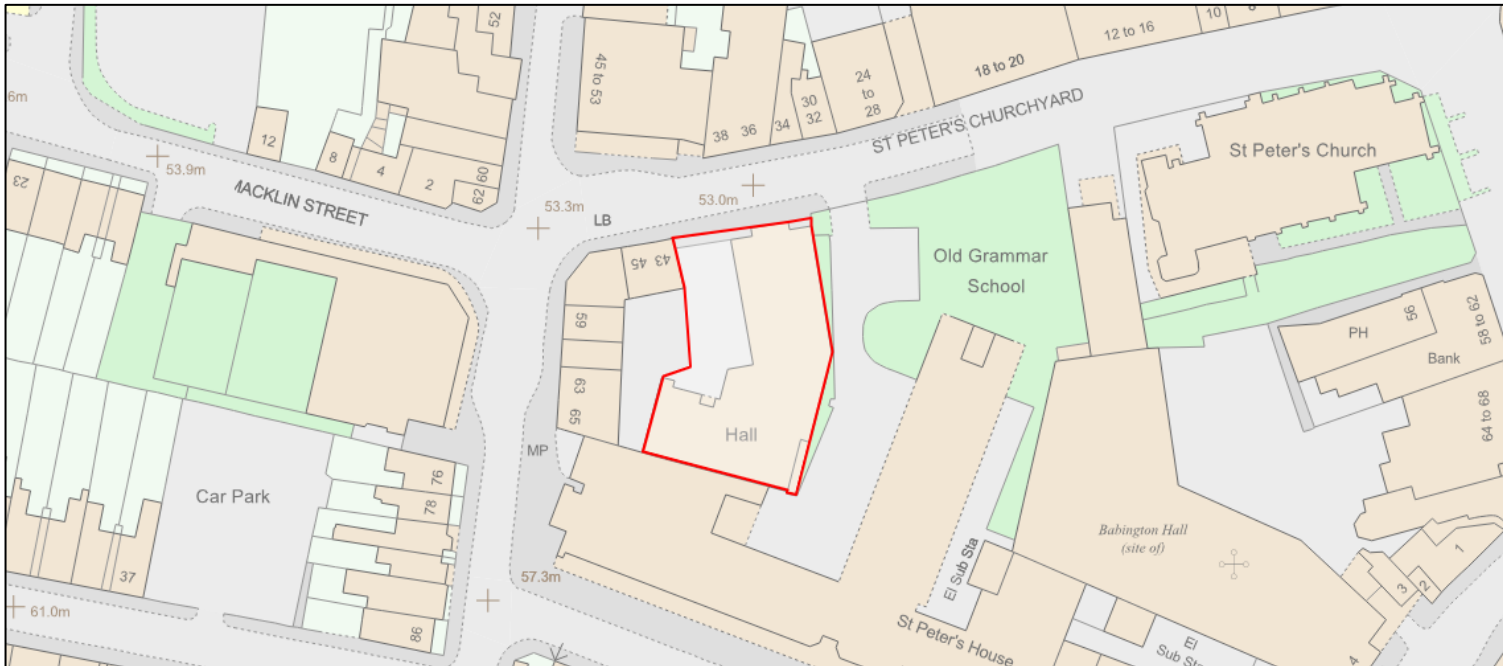 52
12 to 16
10
45 to 53
18 to 20
6m
24
to
28
30
32
34
36
38
ST PETER'S CHURCHYARD
12
8
4
2
60
62
St Peter's Church
53.9m
23
MACKLIN STREET
53.3m
LB
53.0m
43
45
Old Grammar
School
59
PH
56
58 to 62
Bank
63
65
Hall
64 to 68
MP
76
78
Car Park
Babington Hall
(site of)
El Sub Sta
1
2
3
37
57.3m
61.0m
86
St Peter's House
El
Sub Sta
4